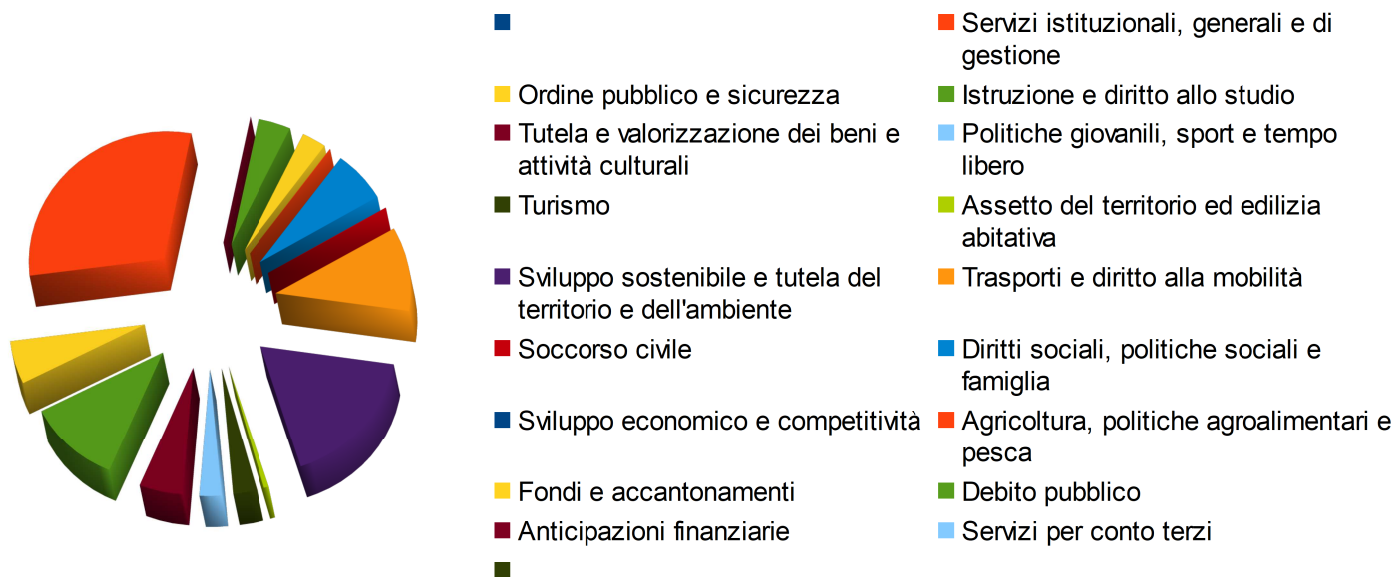 Servizi istituzionali, generali e di
gestione
Ordine pubblico e sicurezza
Istruzione e diritto allo studio
Tutela e valorizzazione dei beni e
attività culturali
Politiche giovanili, sport e tempo
libero
Turismo
Assetto del territorio ed edilizia
abitativa
Sviluppo sostenibile e tutela del
territorio e dell'ambiente
Trasporti e diritto alla mobilità
Soccorso civile
Diritti sociali, politiche sociali e
famiglia
Sviluppo economico e competitività
Agricoltura, politiche agroalimentari e
pesca
Fondi e accantonamenti
Debito pubblico
Anticipazioni finanziarie
Servizi per conto terzi